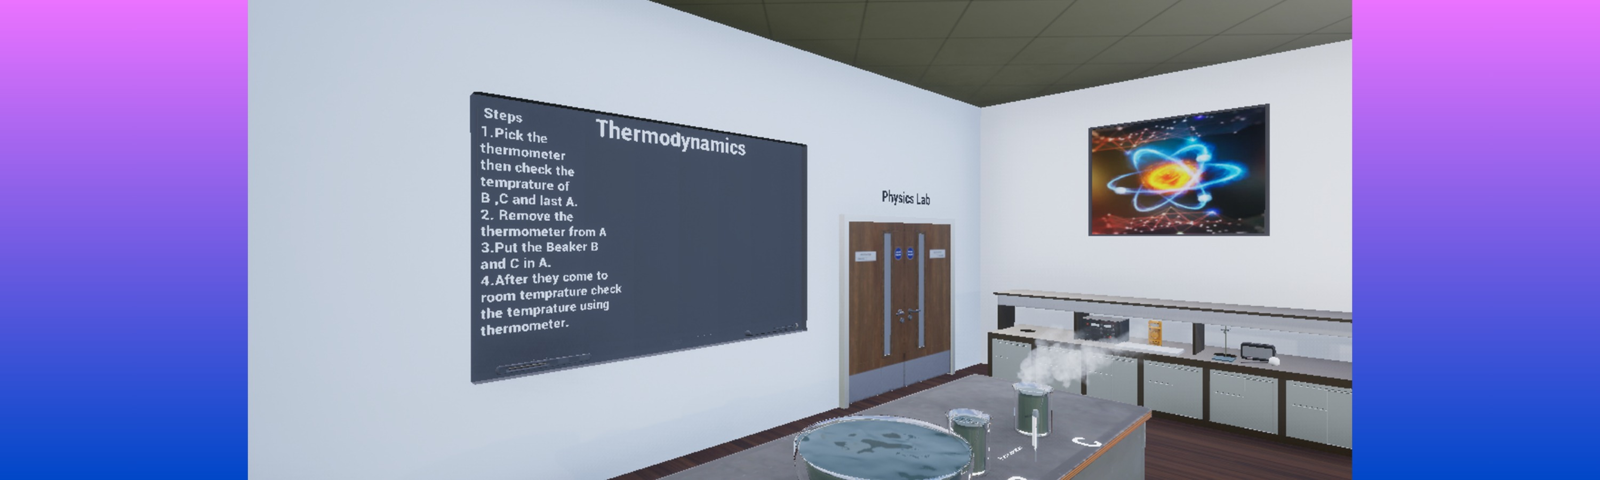 Steps
Thermodynamics
1.Pick the
thermometer
then check the
temprature of
B ,C and last A.
2. Remove the
thermometer from A
3.Put the Beaker B
and C in A.
4.After they come to
room temprature check
the temprature using
thermometer.
Physics Lab
C